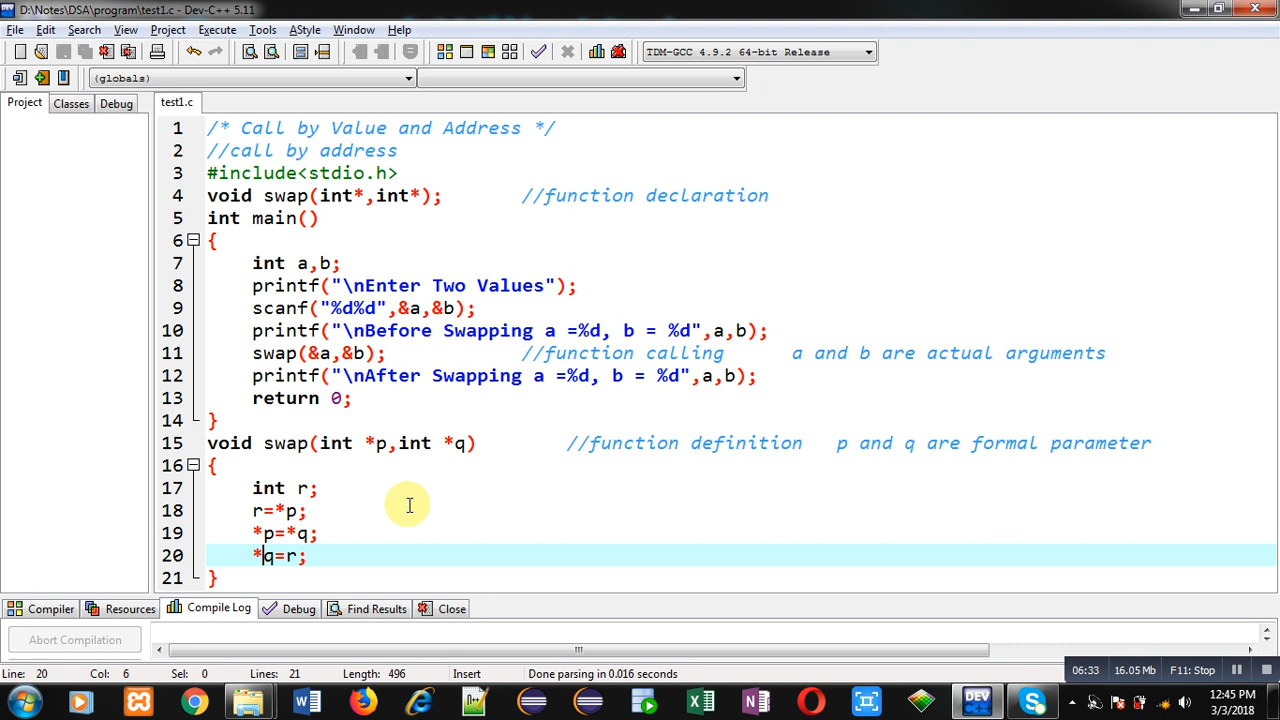 D:\Notes\DSA\program\test1.c - Dev-C++ 5.11
File Edit Search View Project Execute Tools AStyle Window Help
TDM-GCC 4.9.2 64-bit Release
(globals)
Project Classes Debug test1.c
1 /* Call by Value and Address */
2 //call by address
3 #include<stdio.h>
4 void swap(int*,int*); //function declaration
5 int main()
6 {
7 int a,b;
8 printf("\nEnter Two Values");
9 scanf("%d%d",&a,&b);
10 printf("\nBefore Swapping a =%d, b = %d",a,b);
11 swap(&a,&b); //function calling a and b are actual arguments
12 printf("\nAfter Swapping a =%d, b = %d",a,b);
13 return 0;
14 }
15 void swap(int *p,int *q) //function definition p and q are formal parameter
16 {
17 int r;
18 r=*p;
19 *p=*q;
20 *q=r;
21 }
Compiler Resources Compile Log Debug Find Results Close
Abort Compilation
Line: 20 Col: 6 Sel: 0 Lines: 21 Length: 496 Insert Done parsing in 0.016 seconds
06:33 16.05 Mb F11: Stop
12:45 PM
3/3/2018